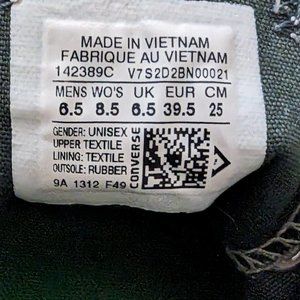 MADE IN VIETNAM
FABRIQUE AU VIETNAM
142389C V7S2D2BN00021
MENS WO'S UK EUR CM
6.5 8.5 6.5 39.5 25
GENDER: UNISEX
UPPER TEXTILE
LINING: TEXTILE
OUTSOLE: RUBBER
9A 1312 F49
CONVERSE